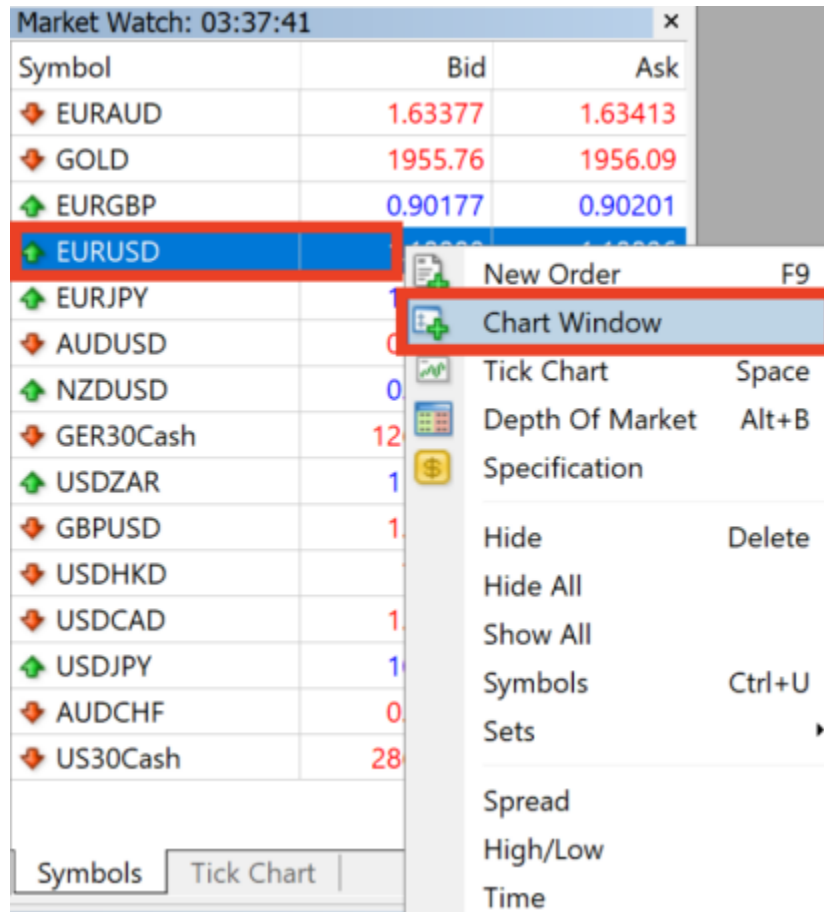 Market Watch: 03:37:41 ×
Symbol Bid Ask
EURAUD 1.63377 1.63413
GOLD 1955.76 1956.09
EURGBP 0.90177 0.90201
EURUSD
New Order F9
EURJPY
Chart Window
AUDUSD
Tick Chart Space
NZDUSD
Depth Of Market Alt+B
GER30Cash
Specification
USDZAR
GBPUSD
Hide Delete
USDHKD
Hide All
USDCAD
Show All
USDJPY
Symbols Ctrl+U
AUDCHF
Sets
US30Cash
Spread
High/Low
Symbols Tick Chart
Time